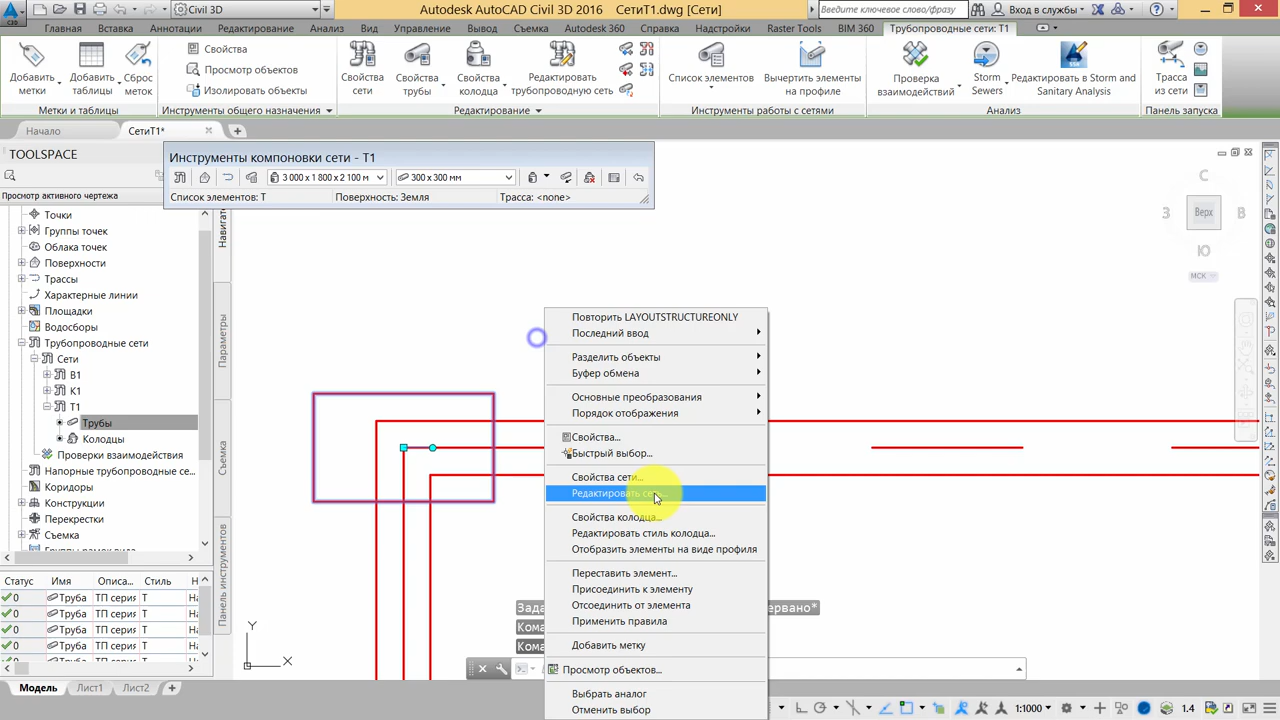 Civil 3D
Autodesk AutoCAD Civil 3D 2016 СетиТ1.dwg [Сети]
Введите ключевое слово/фразу
Вход в службы
Главная
Вставка
Аннотации
Редактирование
Анализ
Вид
Управление
Вывод
Съемка
Autodesk 360
Справка
Надстройки
Raster Tools
BIM 360
Трубопроводные сети: Т1
Добавить метки
Добавить таблицы
Сброс меток
Свойства
Просмотр объектов
Изолировать объекты
Свойства сети
Свойства трубы
Свойства колодца
Редактировать трубопроводную сеть
Список элементов
Вычертить элементы на профиле
Проверка взаимодействий
Storm Sewers
Редактировать в Storm and Sanitary Analysis
Трасса из сети
Метки и таблицы
Инструменты общего назначения
Редактирование
Инструменты работы с сетями
Анализ
Панель запуска
Начало
СетиТ1*
TOOLSPACE
Просмотр активного чертежа
Точки
Группы точек
Облака точек
Поверхности
Трассы
Характерные линии
Площадки
Водосборы
Трубопроводные сети
Сети
В1
К1
Т1
Трубы
Колодцы
Проверки взаимодействия
Напорные трубопроводные се...
Коридоры
Конструкции
Перекрестки
Съемка
Статус Имя Описа... Стиль
0 Труба ТП серия Т
0 Труба ТП серия Т
0 Труба ТП серия Т
0 Труба ТП серия Т
Параметры
Съемка
Панель инструментов
Инструменты компоновки сети - Т1
3 000 x 1 800 x 2 100 м
300 x 300 мм
Список элементов: Т
Поверхность: Земля
Трасса: <none>
С
З
Верх
В
Ю
МСК
Повторить LAYOUTSTRUCTUREONLY
Последний ввод
Разделить объекты
Буфер обмена
Основные преобразования
Порядок отображения
Свойства...
Быстрый выбор...
Свойства сети...
Редактировать сеть...
Свойства колодца...
Редактировать стиль колодца...
Отобразить элементы на виде профиля
Переставить элемент...
Присоединить к элементу
Отсоединить от элемента
Применить правила
Добавить метку
Просмотр объектов...
Выбрать аналог
Отменить выбор
Y
X
Модель
Лист1
Лист2
1:1000
1.4